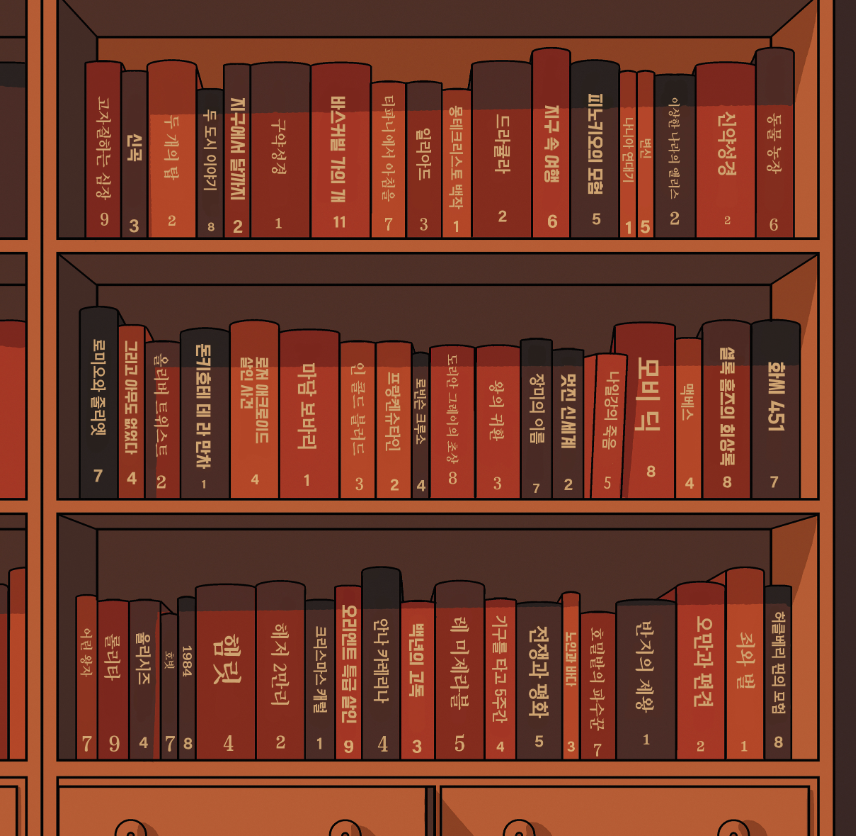 고자질하는 심장
9
신곡
3
두 개의 탑
2
두 도시 이야기
8
지구에서 달까지
2
구약성경
1
바스커빌 가의 개
11
티파니에서 아침을
7
일리아드
3
몽테크리스토 백작
1
드라큘라
2
지구 속 여행
6
피노키오의 모험
5
나니아 연대기
1
변신
5
이상한 나라의 앨리스
2
신약성경
2
동물 농장
6
로미오와 줄리엣
7
그리고 아무도 없었다
4
올리버 트위스트
2
돈키호테 데 라 만차
1
로저 애크로이드
살인 사건
4
마담 보바리
1
인 콜드 블러드
3
프랑켄슈타인
2
로빈슨 크루소
4
도리안 그레이의 초상
8
왕의 귀환
3
장미의 이름
7
멋진 신세계
2
나일강의 죽음
5
모비 딕
8
맥베스
4
셜록 홈즈의 회상록
8
화씨 451
7
어린 왕자
7
롤리타
9
율리시즈
4
호빗
7
1984
8
햄릿
4
해저 2만리
2
크리스마스 캐럴
1
오리엔트 특급 살인
9
안나 카레리나
4
백년의 고독
3
레 미제라블
5
기구를 타고 5주간
4
전쟁과 평화
5
노인과 바다
3
호밀밭의 파수꾼
7
반지의 제왕
1
오만과 편견
2
죄와 벌
1
허클베리 핀의 모험
8